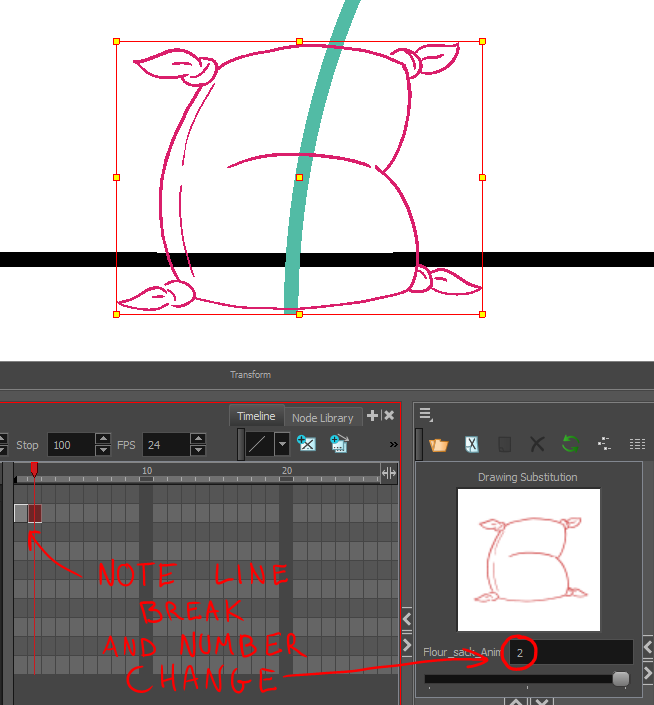 Transform
Timeline
Node Library
Stop 100 FPS 24
10 20
Drawing Substitution
NOTE LINE
BREAK
AND NUMBER
CHANGE
Flour_sack_Anim 2